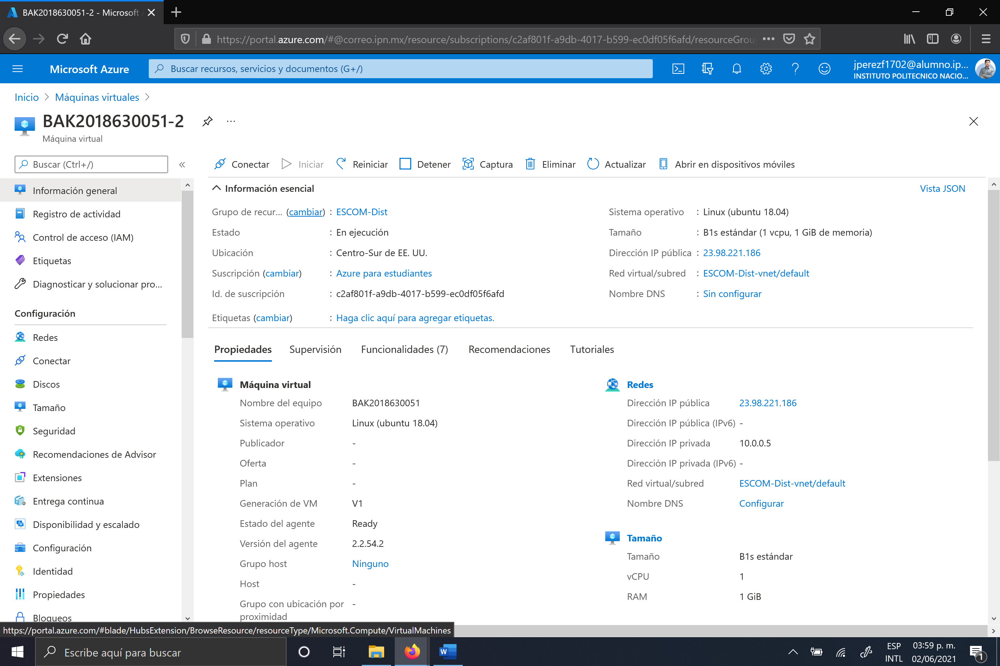 BAK2018630051-2 - Microsoft A
https://portal.azure.com/#@correo.ipn.mx/resource/subscriptions/c2af801f-a9db-4017-b599-ec0df05f6afd/resourceGrou
Microsoft Azure
Buscar recursos, servicios y documentos (G+/)
jperezf1702@alumno.ip...
INSTITUTO POLITECNICO NACIO...
Inicio > Máquinas virtuales >
BAK2018630051-2
...
Máquina virtual
Buscar (Ctrl+/)
«
Conectar
Iniciar
Reiniciar
Detener
Captura
Eliminar
Actualizar
Abrir en dispositivos móviles
Información general
Registro de actividad
Control de acceso (IAM)
Etiquetas
Diagnosticar y solucionar pro...
Configuración
Redes
Conectar
Discos
Tamaño
Seguridad
Recomendaciones de Advisor
Extensiones
Entrega continua
Disponibilidad y escalado
Configuración
Identidad
Propiedades
Bloqueos
Información esencial
Vista JSON
Grupo de recur... (cambiar) : ESCOM-Dist
Estado : En ejecución
Ubicación : Centro-Sur de EE. UU.
Suscripción (cambiar) : Azure para estudiantes
Id. de suscripción : c2af801f-a9db-4017-b599-ec0df05f6afd
Etiquetas (cambiar) : Haga clic aquí para agregar etiquetas.
Sistema operativo : Linux (ubuntu 18.04)
Tamaño : B1s estándar (1 vcpu, 1 GiB de memoria)
Dirección IP pública : 23.98.221.186
Red virtual/subred : ESCOM-Dist-vnet/default
Nombre DNS : Sin configurar
Propiedades
Supervisión
Funcionalidades (7)
Recomendaciones
Tutoriales
Máquina virtual
Nombre del equipo BAK2018630051
Sistema operativo Linux (ubuntu 18.04)
Publicador -
Oferta -
Plan -
Generación de VM V1
Estado del agente Ready
Versión del agente 2.2.54.2
Grupo host Ninguno
Host -
Grupo con ubicación por -
proximidad
Redes
Dirección IP pública 23.98.221.186
Dirección IP pública (IPv6) -
Dirección IP privada 10.0.0.5
Dirección IP privada (IPv6) -
Red virtual/subred ESCOM-Dist-vnet/default
Nombre DNS Configurar
Tamaño
Tamaño B1s estándar
vCPU 1
RAM 1 GiB
https://portal.azure.com/#blade/HubsExtension/BrowseResource/resourceType/Microsoft.Compute/VirtualMachines
Escribe aquí para buscar
W
ESP
INTL
03:59 p. m.
02/06/2021
1